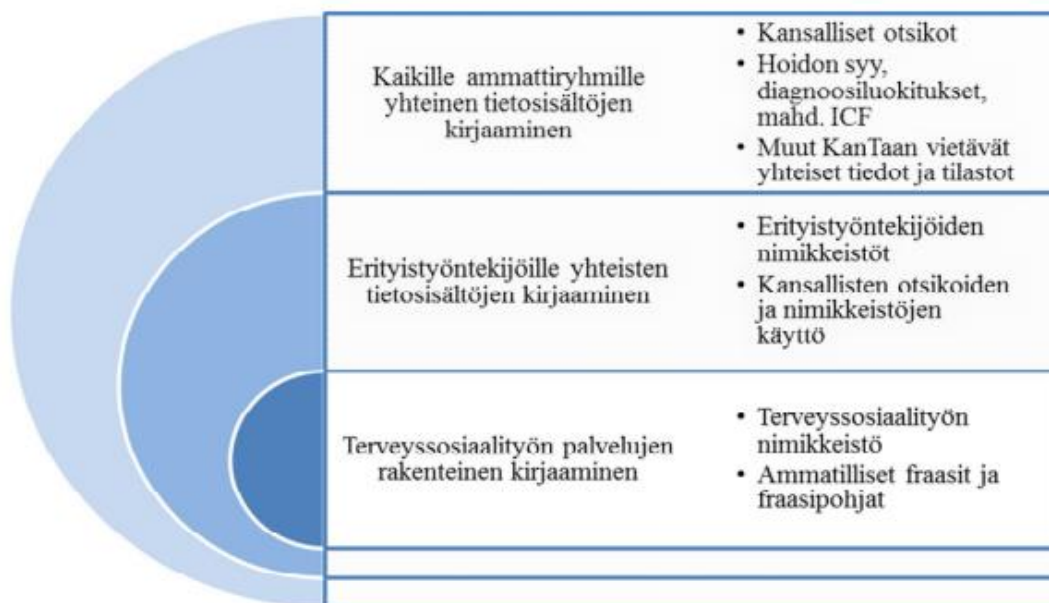 Kaikille ammattiryhmille
yhteinen tietosisältöjen
kirjaaminen
• Kansalliset otsikot
• Hoidon syy,
diagnoosiluokitukset,
mahd. ICF
• Muut KanTaan vietävät
yhteiset tiedot ja tilastot
Erityistyöntekijöille yhteisten
tietosisältöjen kirjaaminen
• Erityistyöntekijöiden
nimikkeistöt
• Kansallisten otsikoiden
ja nimikkeistöjen
käyttö
Terveyssosiaalityön palvelujen
rakenteinen kirjaaminen
• Terveyssosiaalityön
nimikkeistö
• Ammatilliset fraasit ja
fraasipohjat